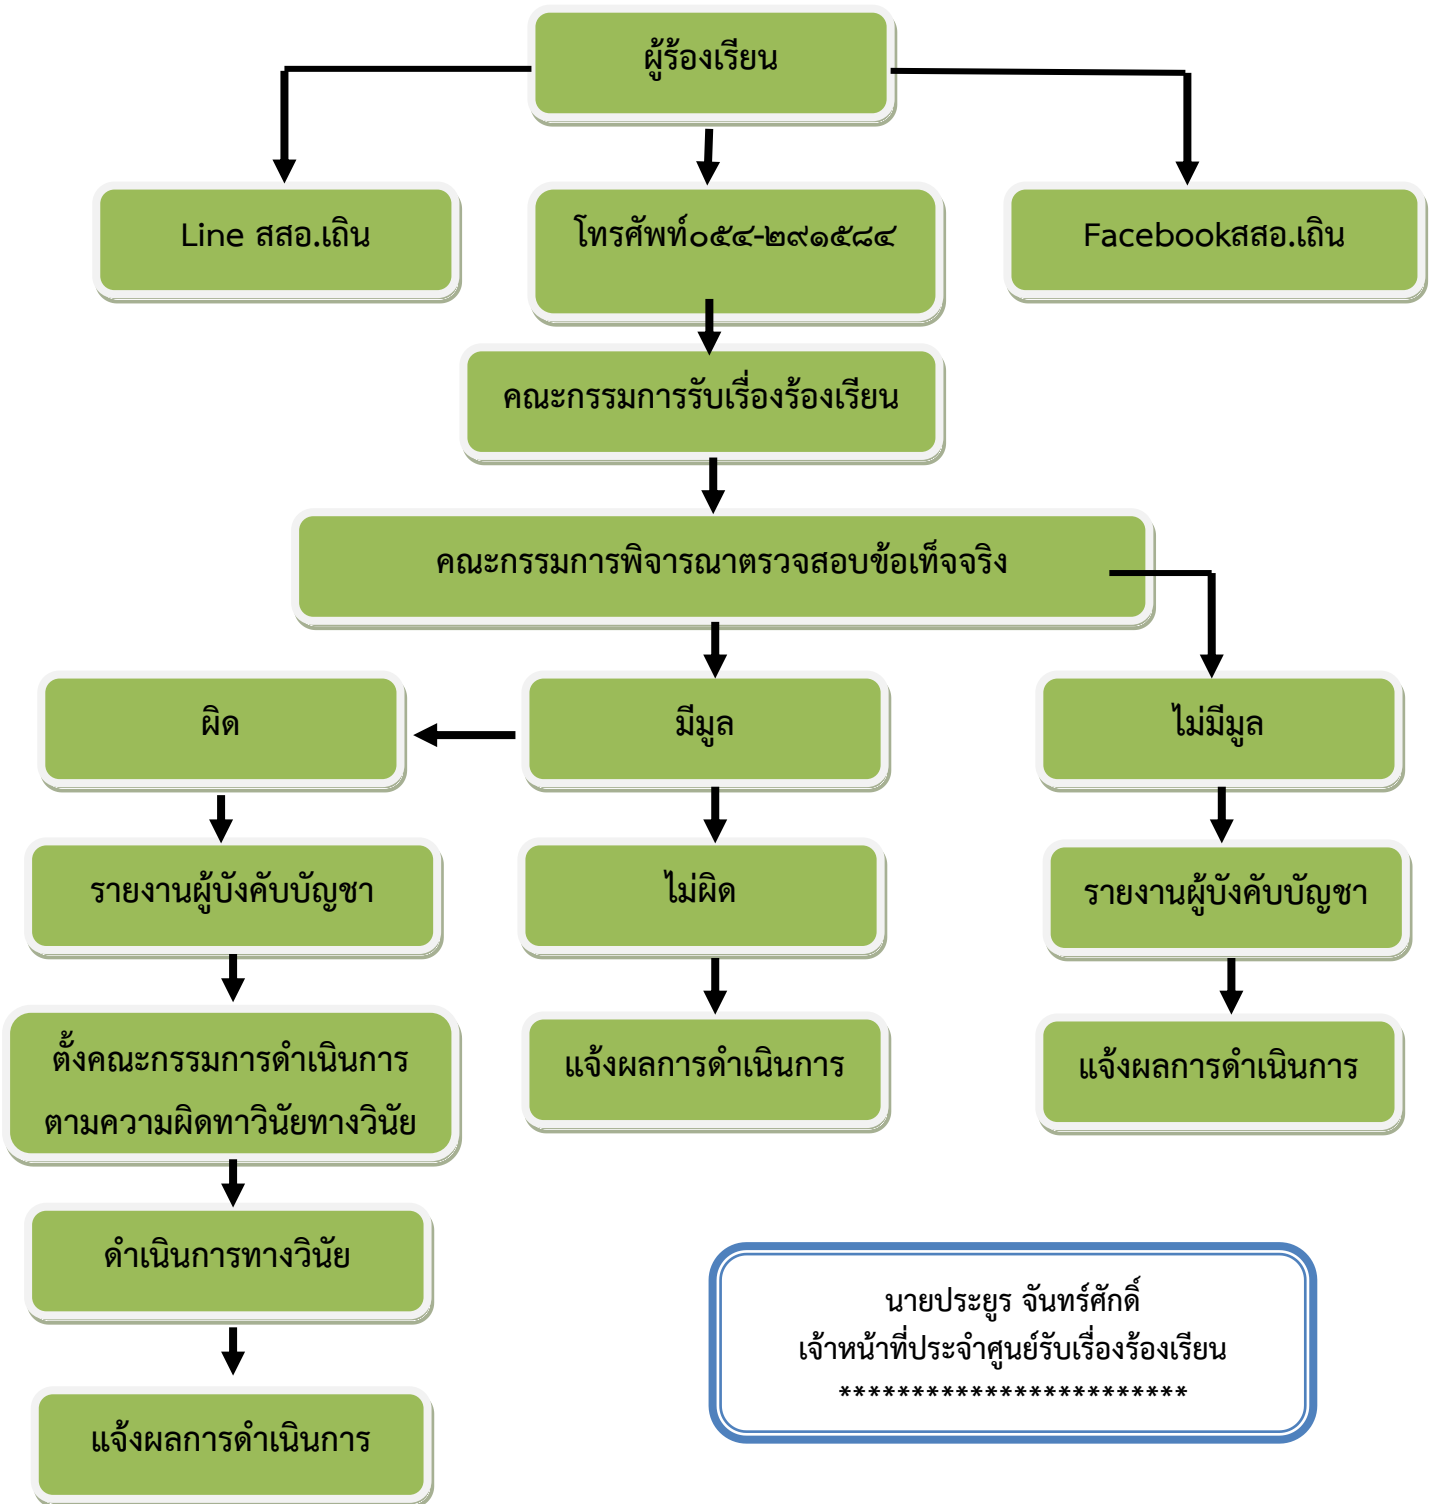 ผู้ร้องเรียน
Line สสอ.เถิน
โทรศัพท์๐๕๔-๒๙๑๕๘๔
Facebookสสอ.เถิน
คณะกรรมการรับเรื่องร้องเรียน
คณะกรรมการพิจารณาตรวจสอบข้อเท็จจริง
ผิด
มีมูล
ไม่มีมูล
รายงานผู้บังคับบัญชา
ไม่ผิด
รายงานผู้บังคับบัญชา
ตั้งคณะกรรมการดำเนินการ
ตามความผิดทาวินัยทางวินัย
แจ้งผลการดำเนินการ
แจ้งผลการดำเนินการ
ดำเนินการทางวินัย
นายประยูร จันทร์ศักดิ์
เจ้าหน้าที่ประจำศูนย์รับเรื่องร้องเรียน
************************
แจ้งผลการดำเนินการ